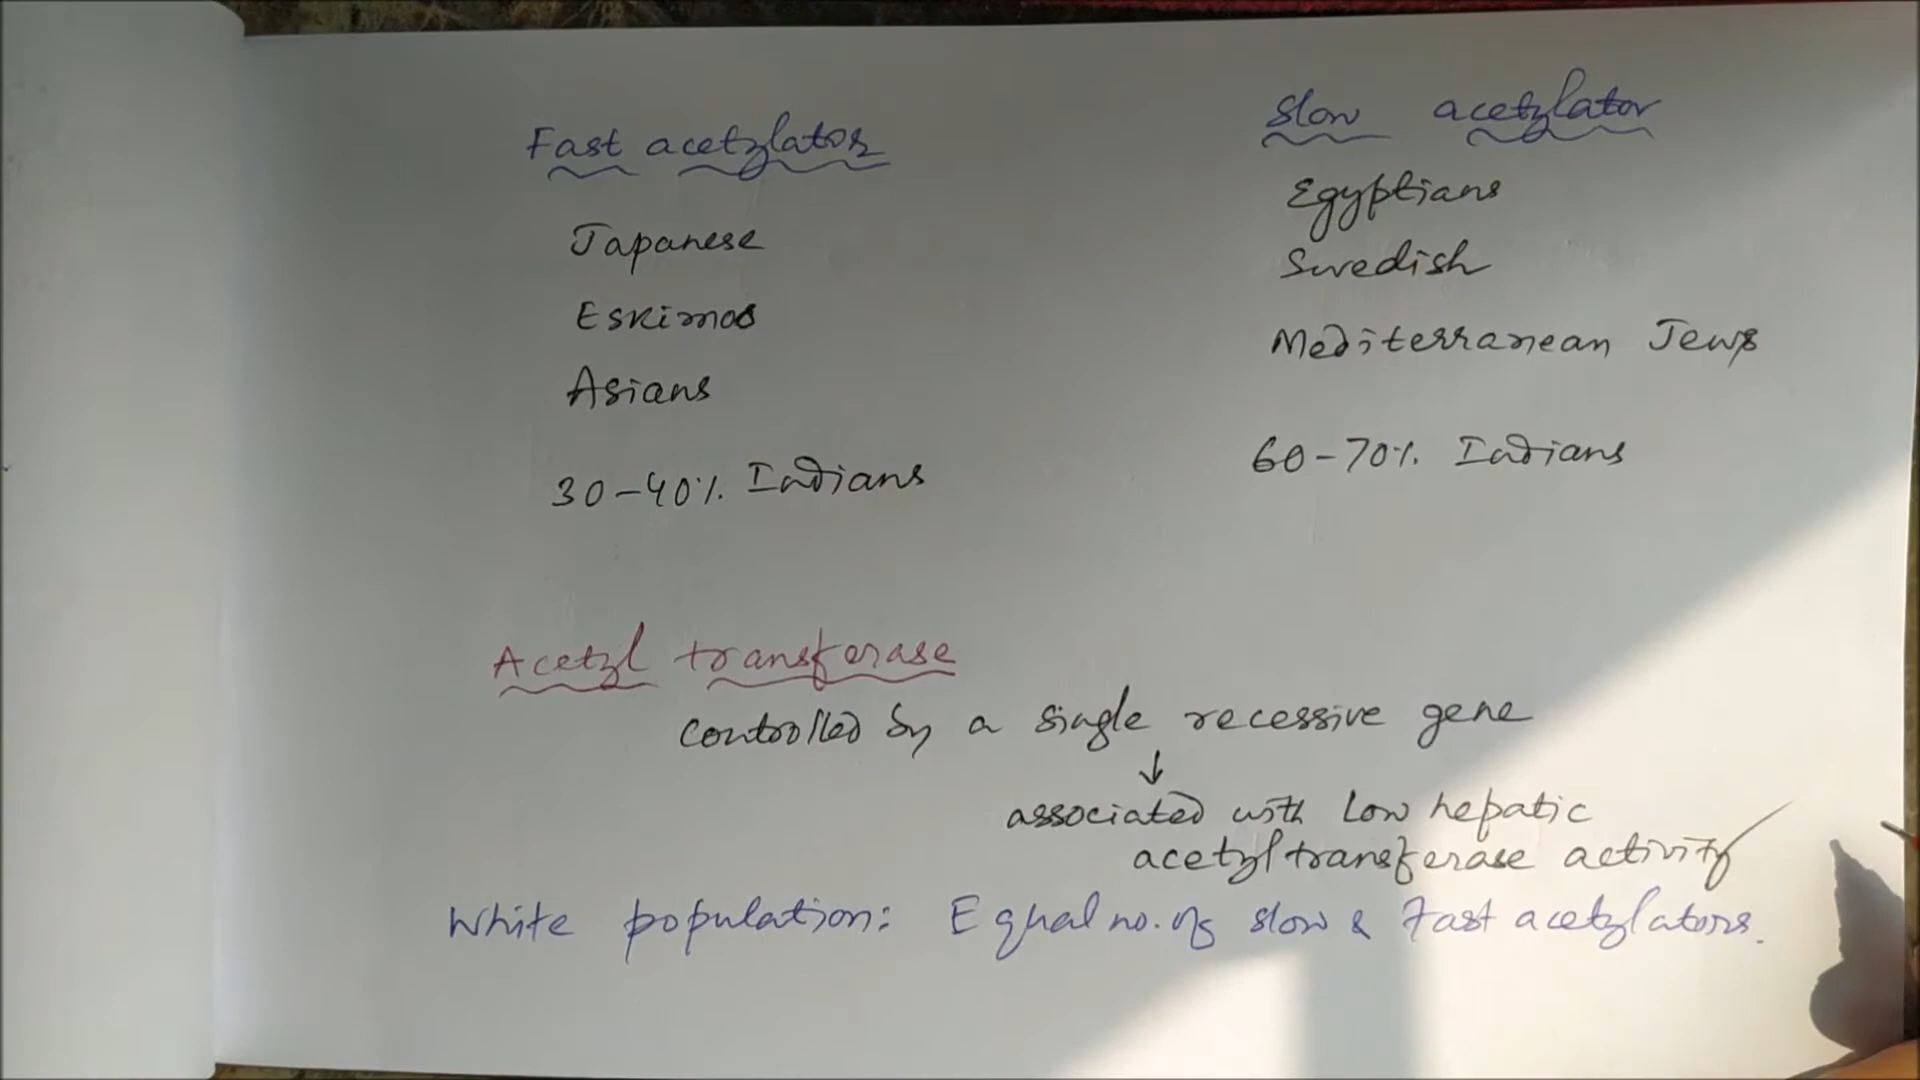 Fast acetylator
Japanese
Eskimos
Asians
30-40% Indians
Slow acetylator
Egyptians
Swedish
Mediterranean Jews
60-70% Indians
Acetyl transferase
controlled by a single recessive gene
↓
associated with Low hepatic
acetyltransferase activity
White population: Equal no. of slow & Fast acetylators.